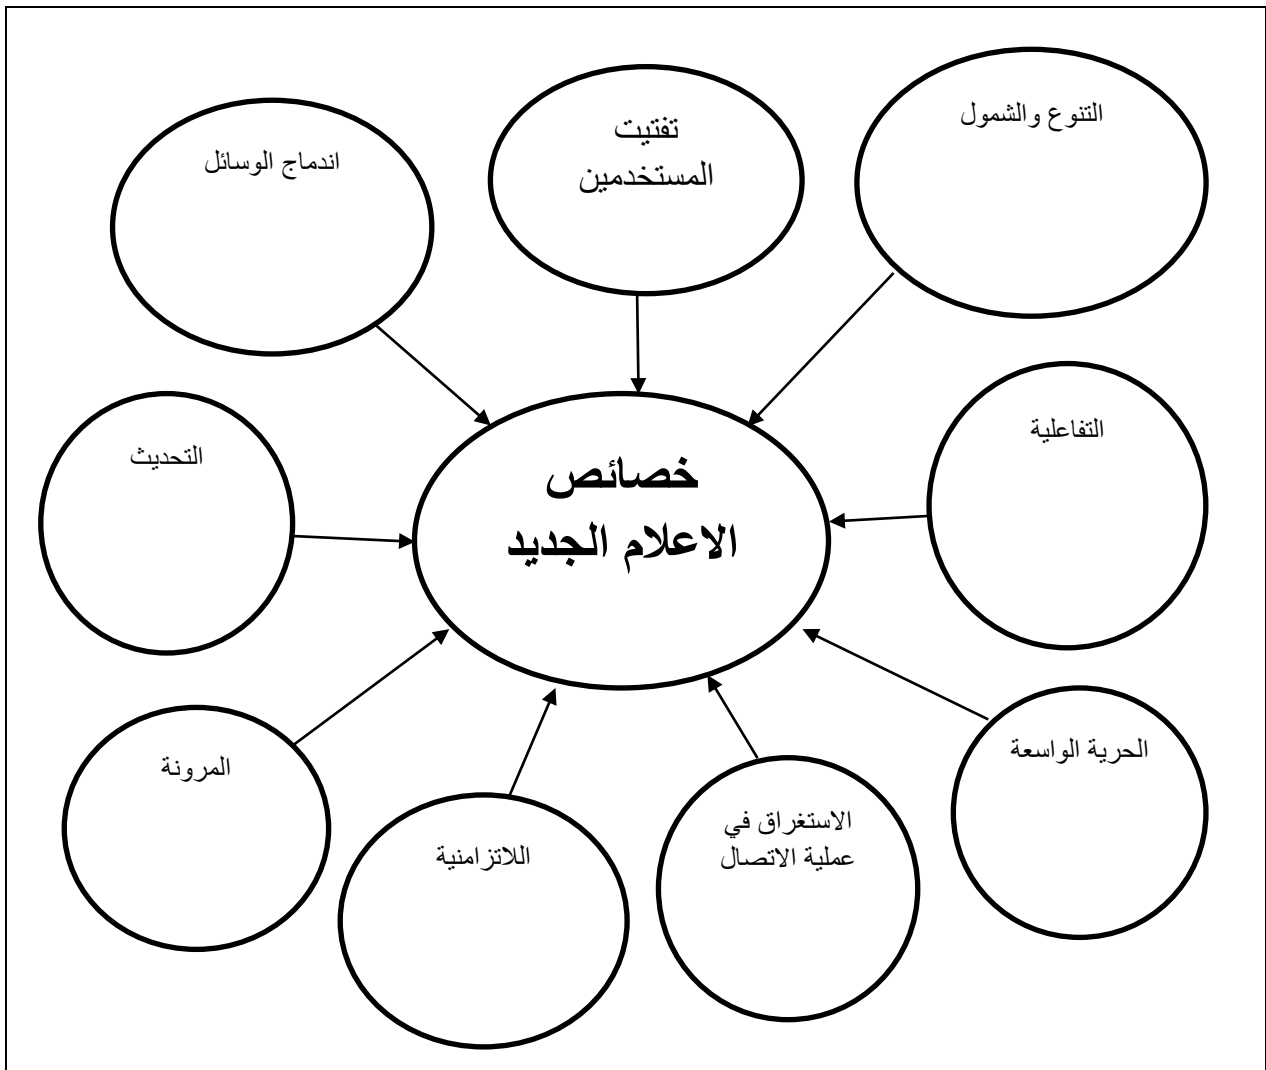 التنوع والشمول
تفتيت
المستخدمين
اندماج الوسائل
التفاعلية
التحديث
خصائص
الاعلام الجديد
الحرية الواسعة
المرونة
الاستغراق في
عملية الاتصال
اللاتزامنية